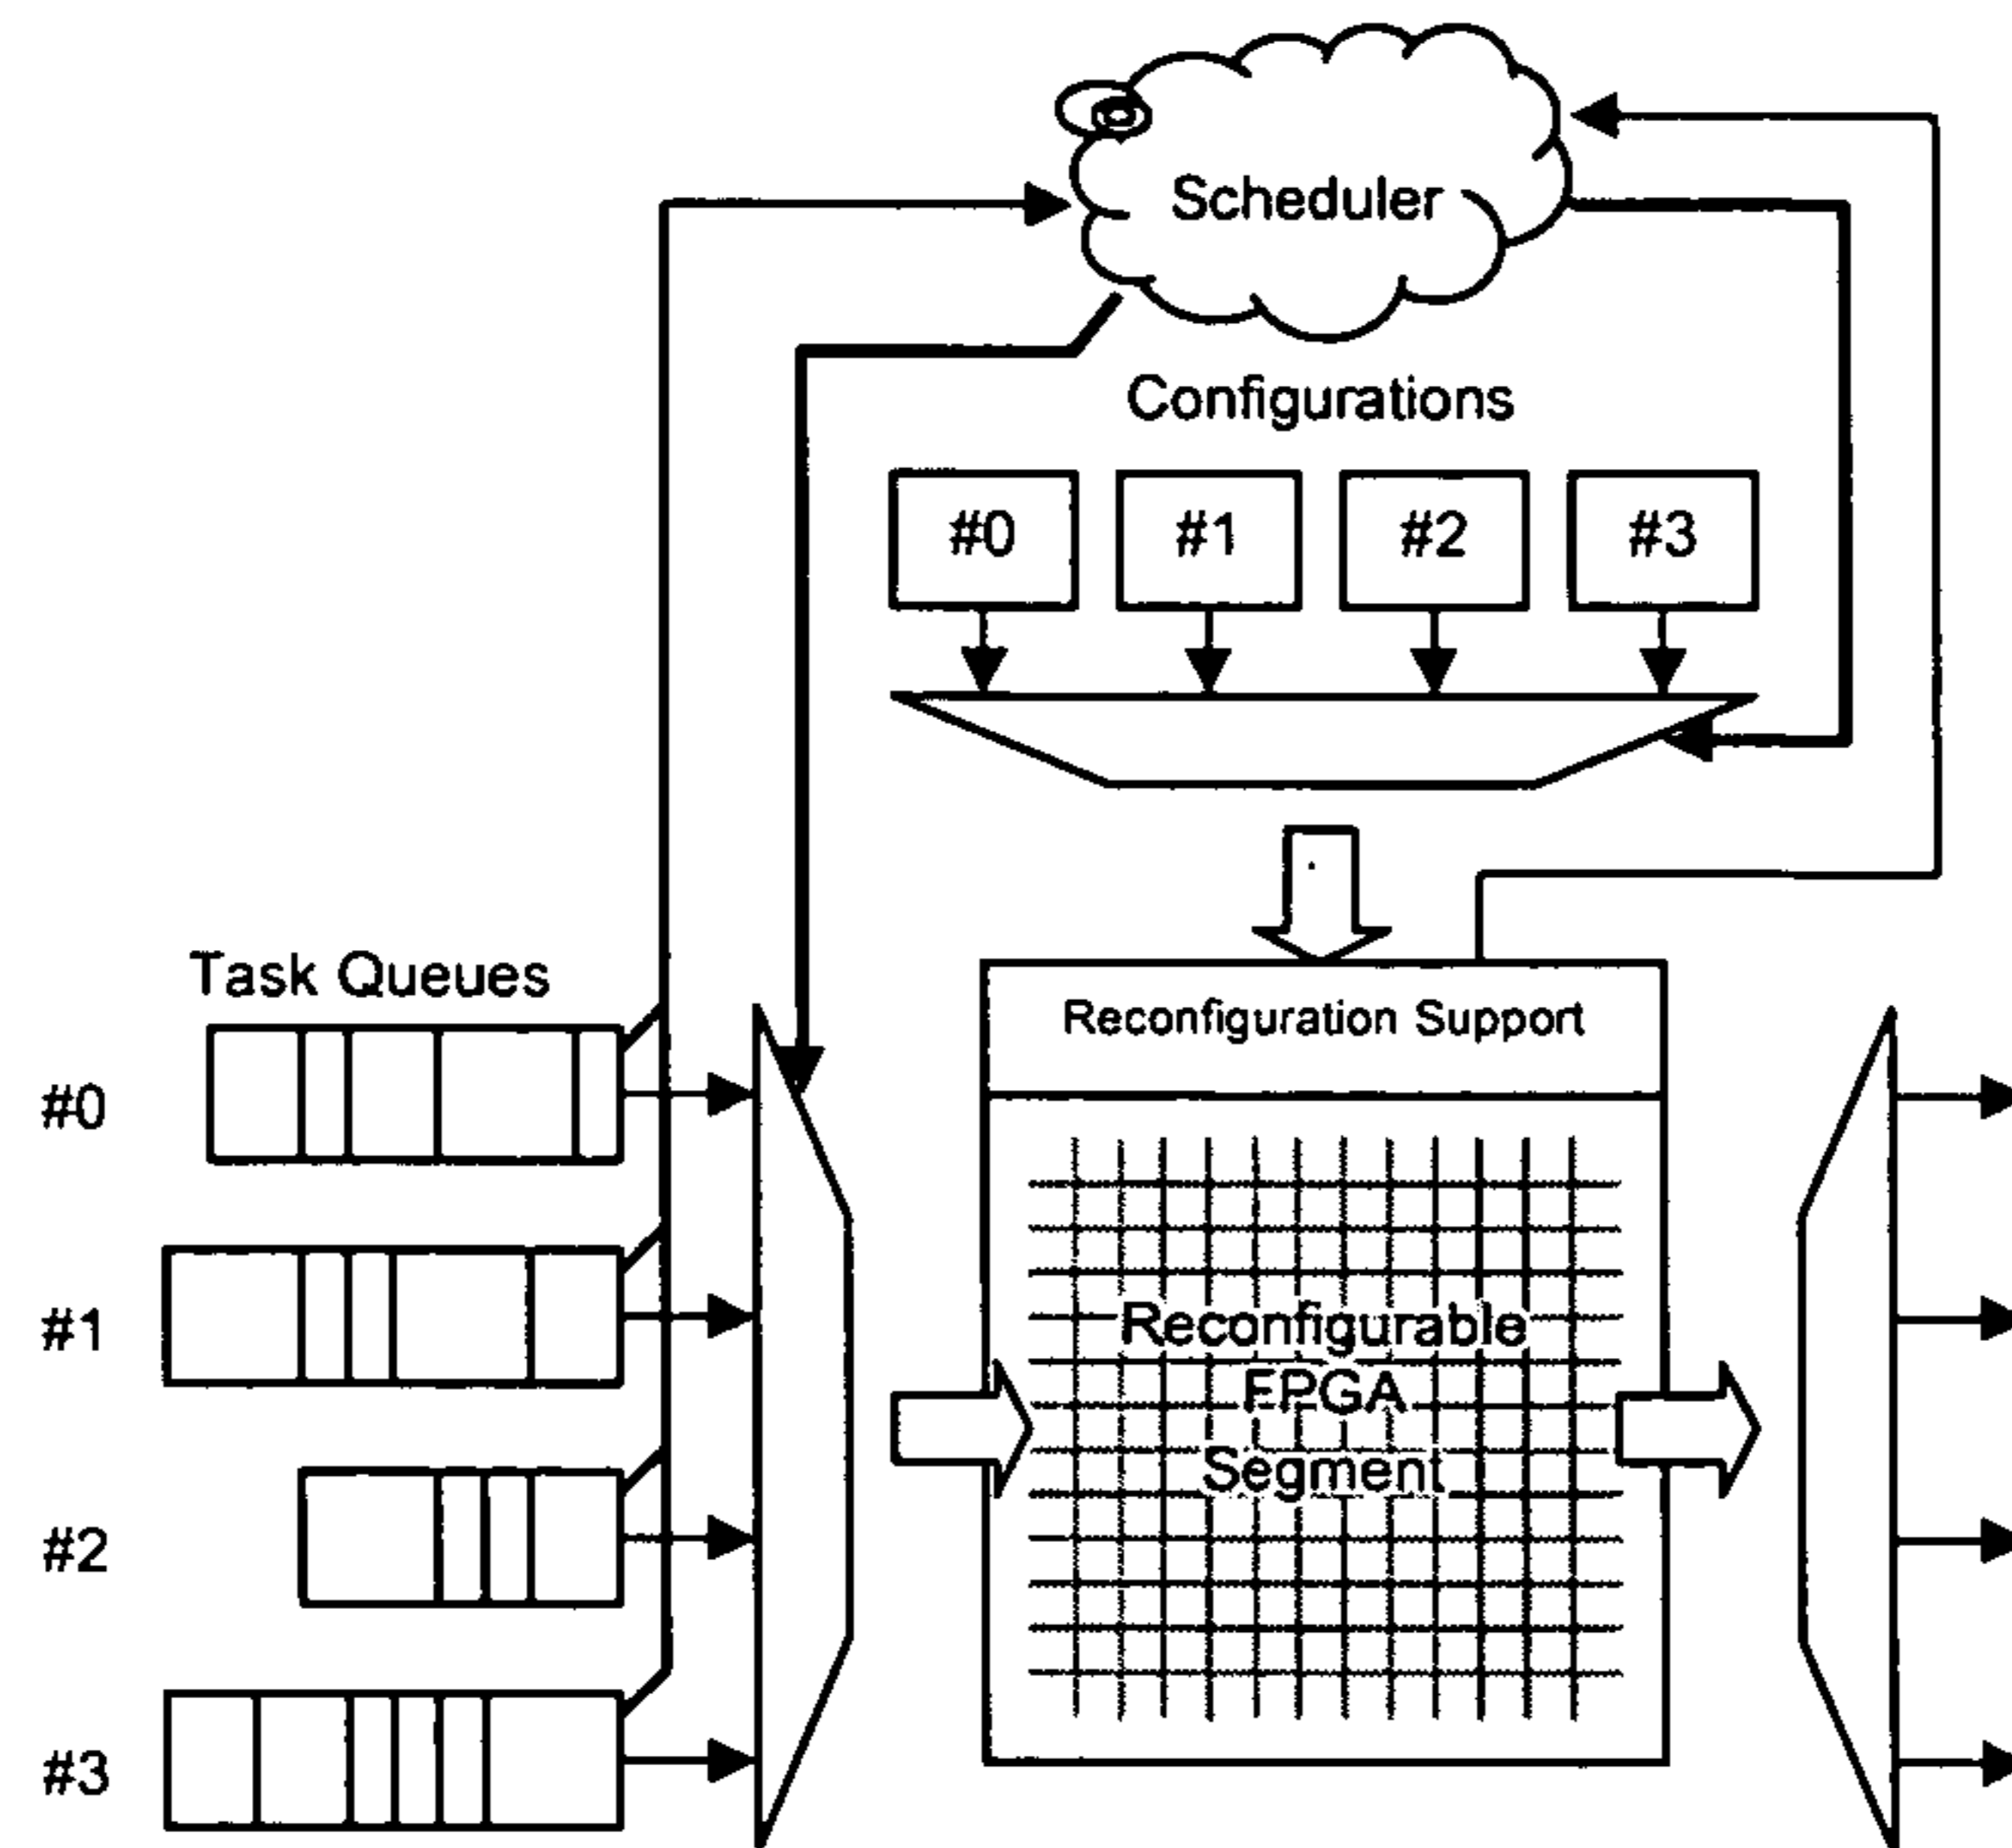 Scheduler
Configurations
#0 #1 #2 #3
Task Queues
Reconfiguration Support
#0
#1
Reconfigurable
FPGA
Segment
#2
#3